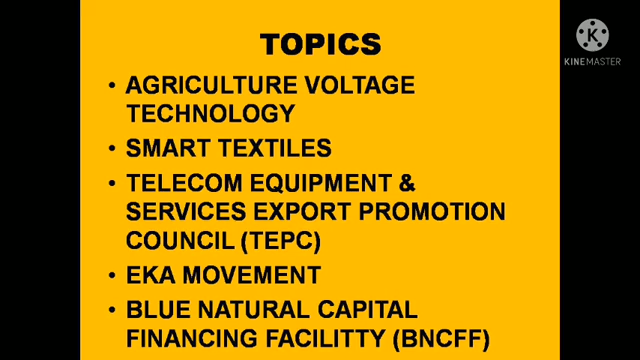 TOPICS
K
KINEMASTER
• AGRICULTURE VOLTAGE
TECHNOLOGY
• SMART TEXTILES
• TELECOM EQUIPMENT &
SERVICES EXPORT PROMOTION
COUNCIL (TEPC)
• EKA MOVEMENT
• BLUE NATURAL CAPITAL
FINANCING FACILITTY (BNCFF)